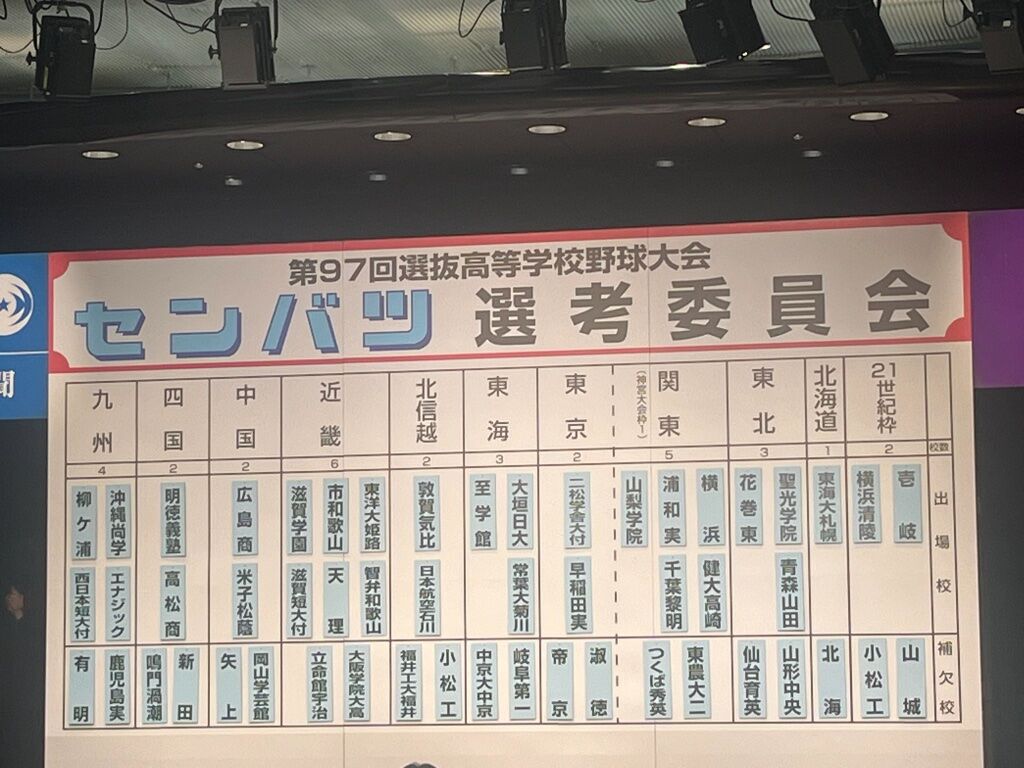 第97回選抜高等学校野球大会
センバツ 選考委員会
聞
校数
出場校
補欠校
21世紀枠
2
壱岐
横浜清陵
山城
小松工
北海道
1
東海大札幌
北海
東北
3
聖光学院
青森山田
花巻東
山形中央
仙台育英
関東
(神宮大会枠1)
5
横浜
健大高崎
浦和実
千葉黎明
山梨学院
東農大二
つくば秀英
東京
2
二松学舎大付
早稲田実
淑徳
帝京
東海
3
大垣日大
常葉大菊川
至学館
岐阜第一
中京大中京
北信越
2
敦賀気比
日本航空石川
小松工
福井工大福井
近畿
6
東洋大姫路
智弁和歌山
市和歌山
天理
滋賀学園
滋賀短大付
大阪学院大高
立命館宇治
中国
2
広島商
米子松蔭
岡山学芸館
矢上
四国
2
明徳義塾
高松商
新田
鳴門渦潮
九州
4
沖縄尚学
エナジック
柳ケ浦
西日本短大付
鹿児島実
有明